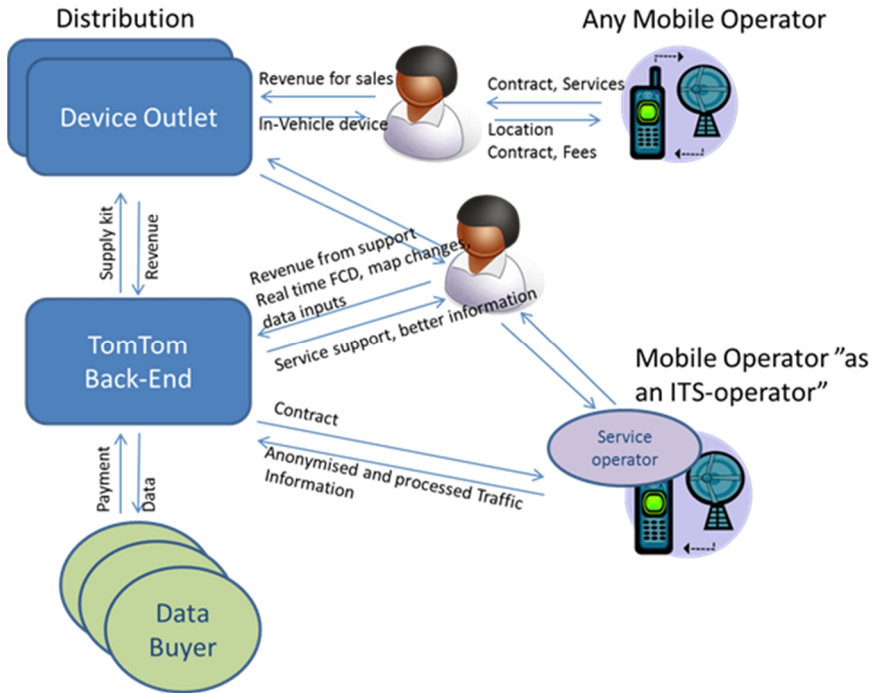 Distribution
Any Mobile Operator
Device Outlet
Revenue for sales
In-Vehicle device
Contract, Services
Location
Contract, Fees
Supply kit
Revenue
Revenue from support
Real time FCD, map changes,
data inputs
Service support, better information
TomTom
Back-End
Mobile Operator ”as
an ITS-operator”
Service
operator
Contract
Anonymised and processed Traffic
Information
Payment
Data
Data
Buyer